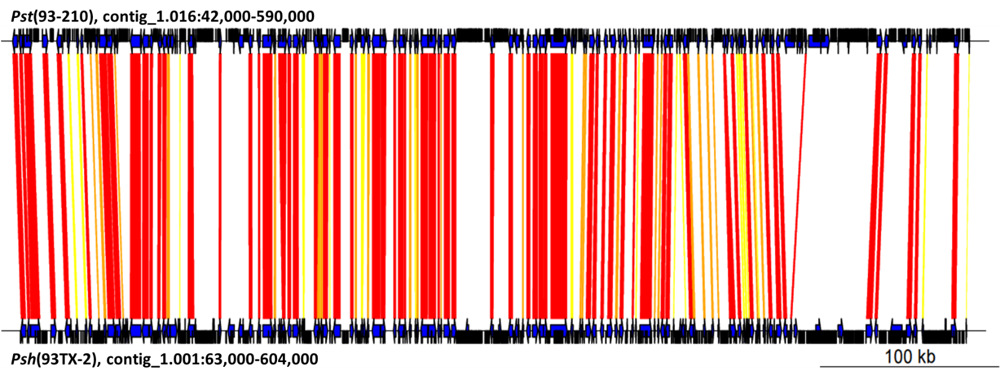 Pst(93-210), contig_1.016:42,000-590,000
Psh(93TX-2), contig_1.001:63,000-604,000
100 kb